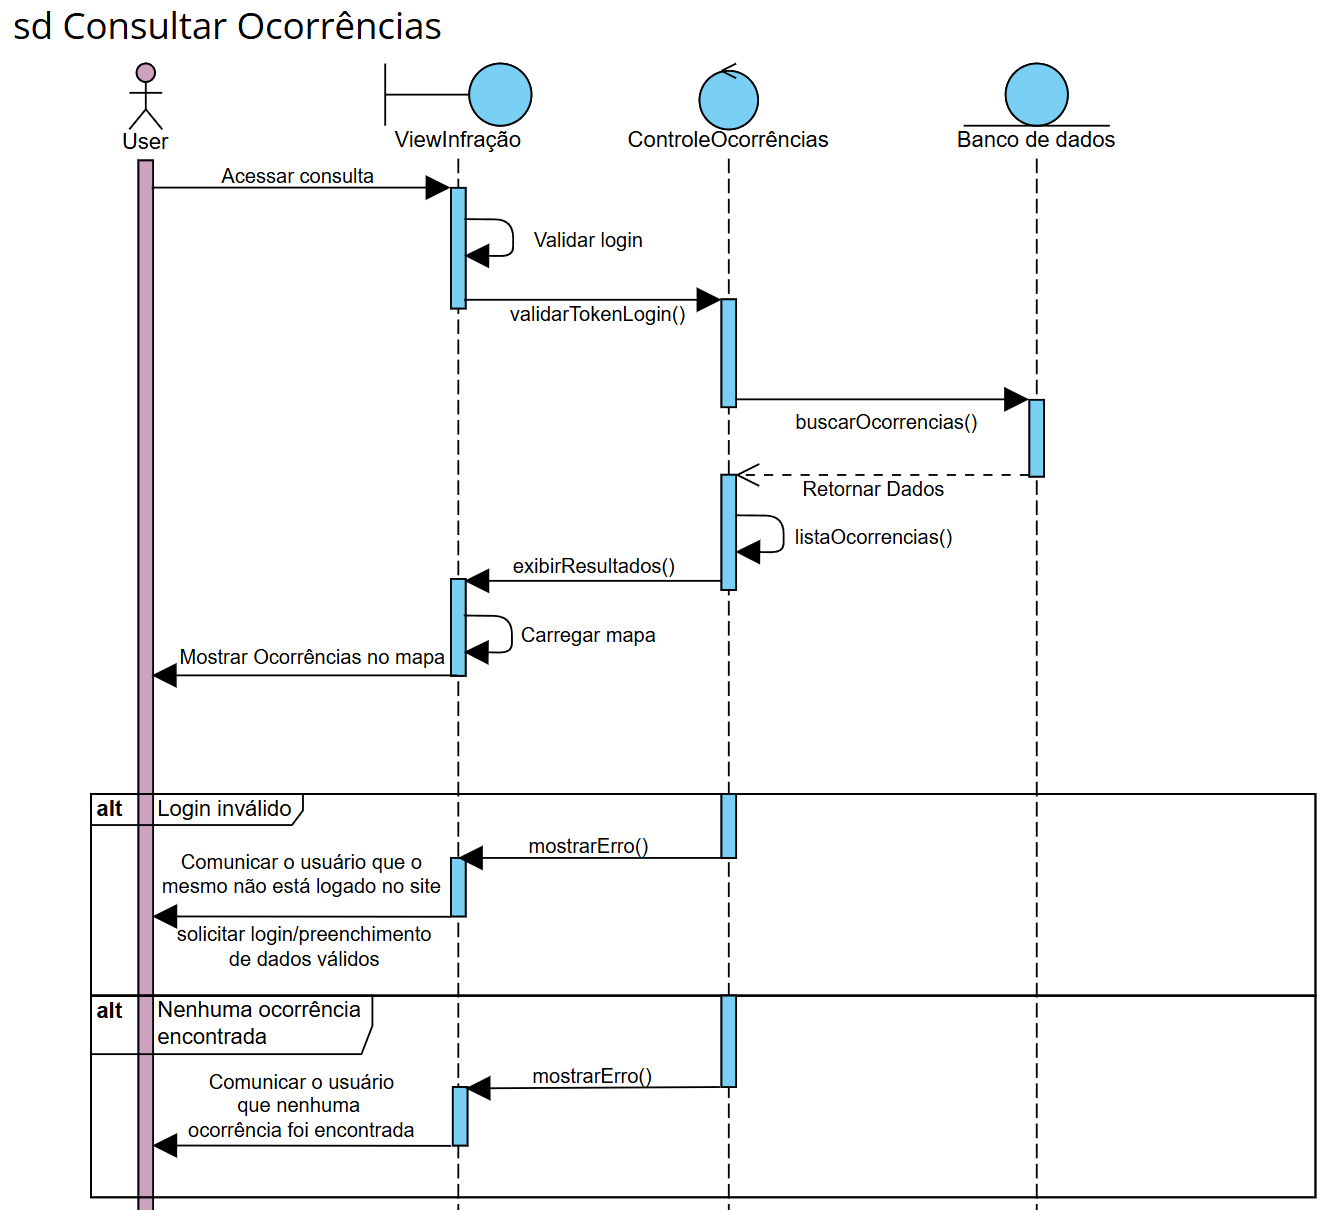 sd Consultar Ocorrências
User
ViewInfração
ControleOcorrências
Banco de dados
Acessar consulta
Validar login
validarTokenLogin()
buscarOcorrencias()
Retornar Dados
listaOcorrencias()
exibirResultados()
Carregar mapa
Mostrar Ocorrências no mapa
alt
Login inválido
mostrarErro()
Comunicar o usuário que o
mesmo não está logado no site
solicitar login/preenchimento
de dados válidos
alt
Nenhuma ocorrência
encontrada
mostrarErro()
Comunicar o usuário
que nenhuma
ocorrência foi encontrada